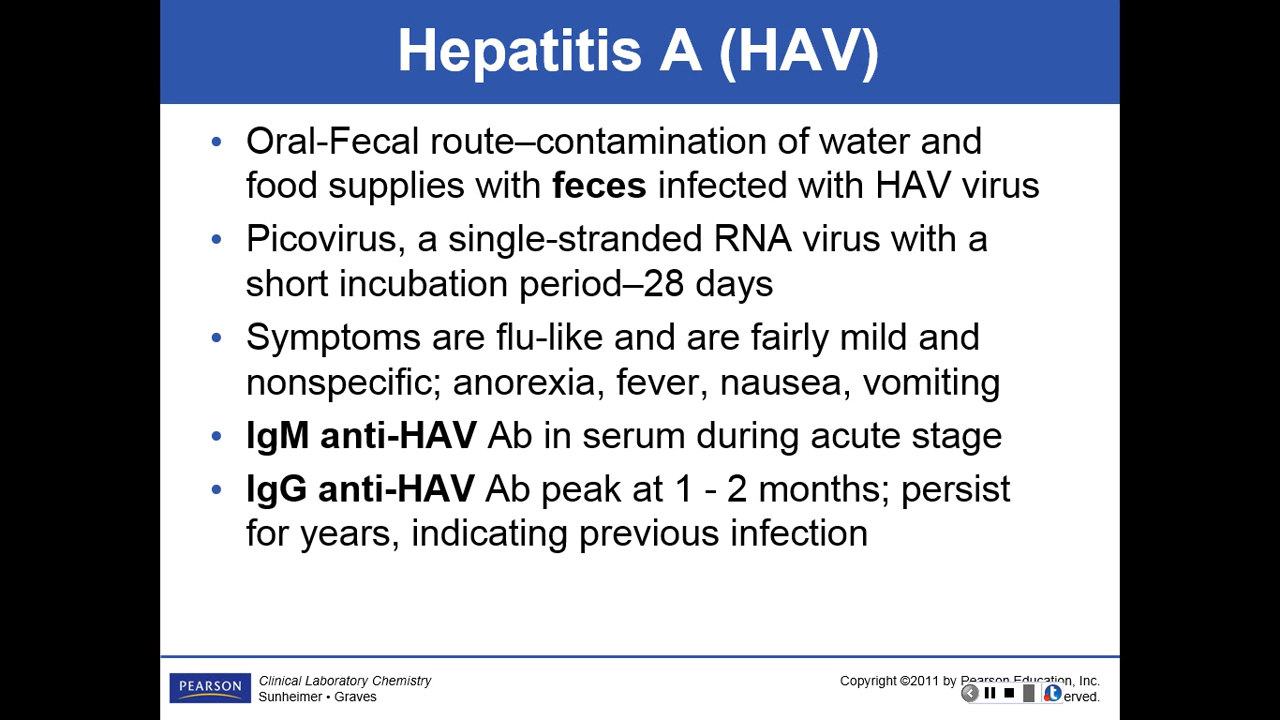 Hepatitis A (HAV)
• Oral-Fecal route–contamination of water and
food supplies with feces infected with HAV virus
• Picovirus, a single-stranded RNA virus with a
short incubation period–28 days
• Symptoms are flu-like and are fairly mild and
nonspecific; anorexia, fever, nausea, vomiting
• IgM anti-HAV Ab in serum during acute stage
• IgG anti-HAV Ab peak at 1 - 2 months; persist
for years, indicating previous infection
PEARSON
Clinical Laboratory Chemistry
Sunheimer • Graves
Copyright ©2011 by Pearson Education, Inc.
erved.